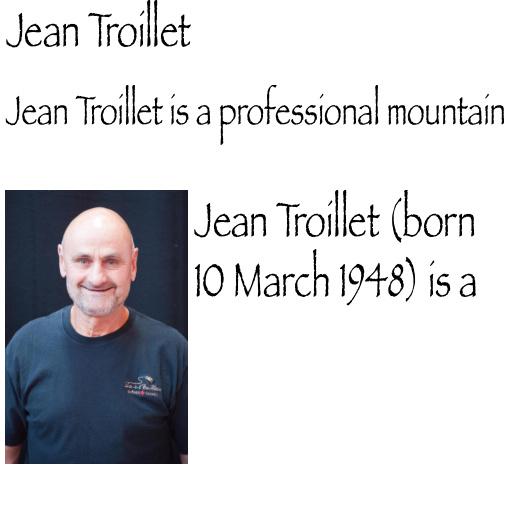 Jean Troillet
Jean Troillet is a professional mountain
Jean Troillet (born
10 March 1948) is a